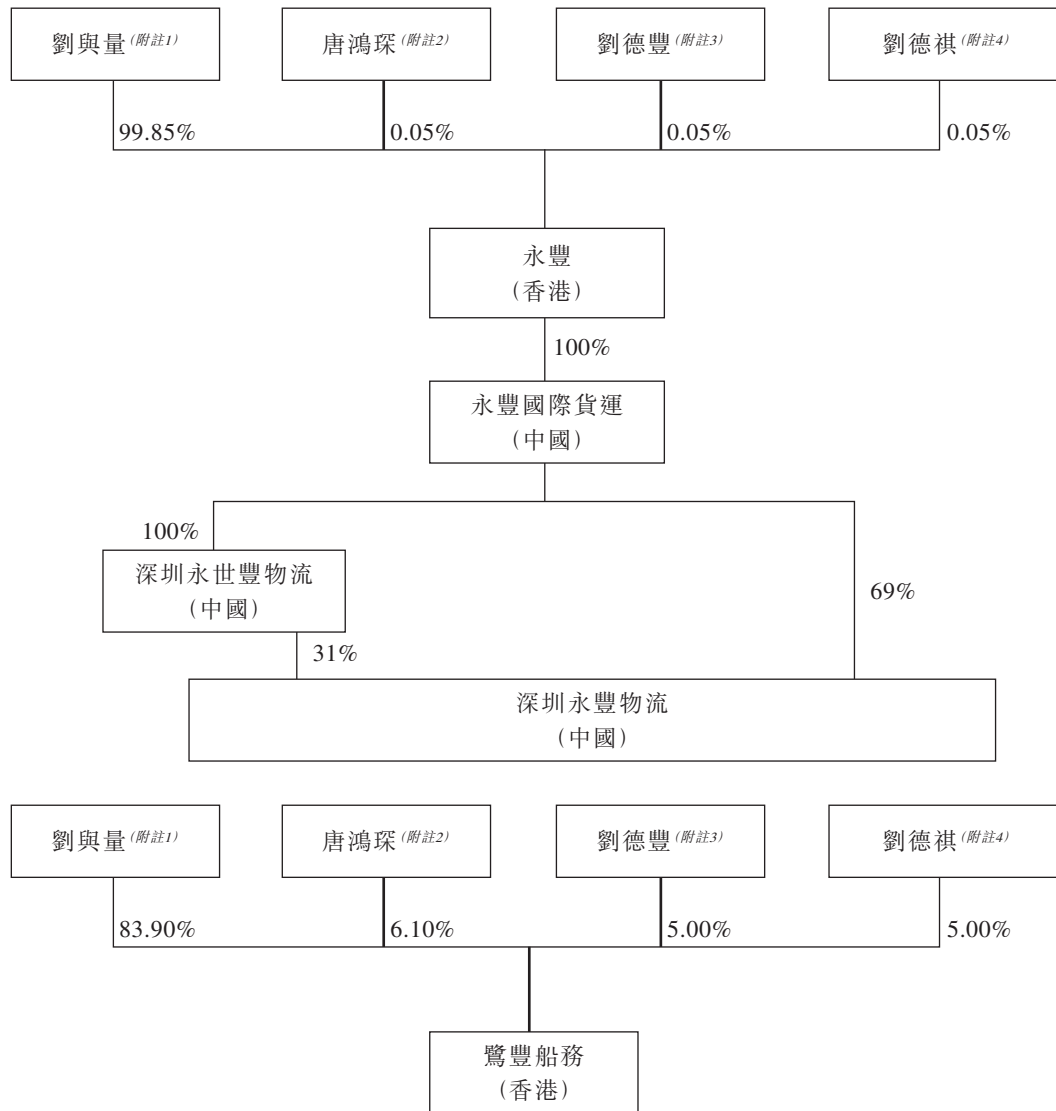 劉與量(附註1)
唐鴻琛(附註2)
劉德豐(附註3)
劉德祺(附註4)
99.85%
0.05%
0.05%
0.05%
永豐
(香港)
100%
永豐國際貨運
(中國)
100%
深圳永世豐物流
(中國)
69%
31%
深圳永豐物流
(中國)
劉與量(附註1)
唐鴻琛(附註2)
劉德豐(附註3)
劉德祺(附註4)
83.90%
6.10%
5.00%
5.00%
鷺豐船務
(香港)